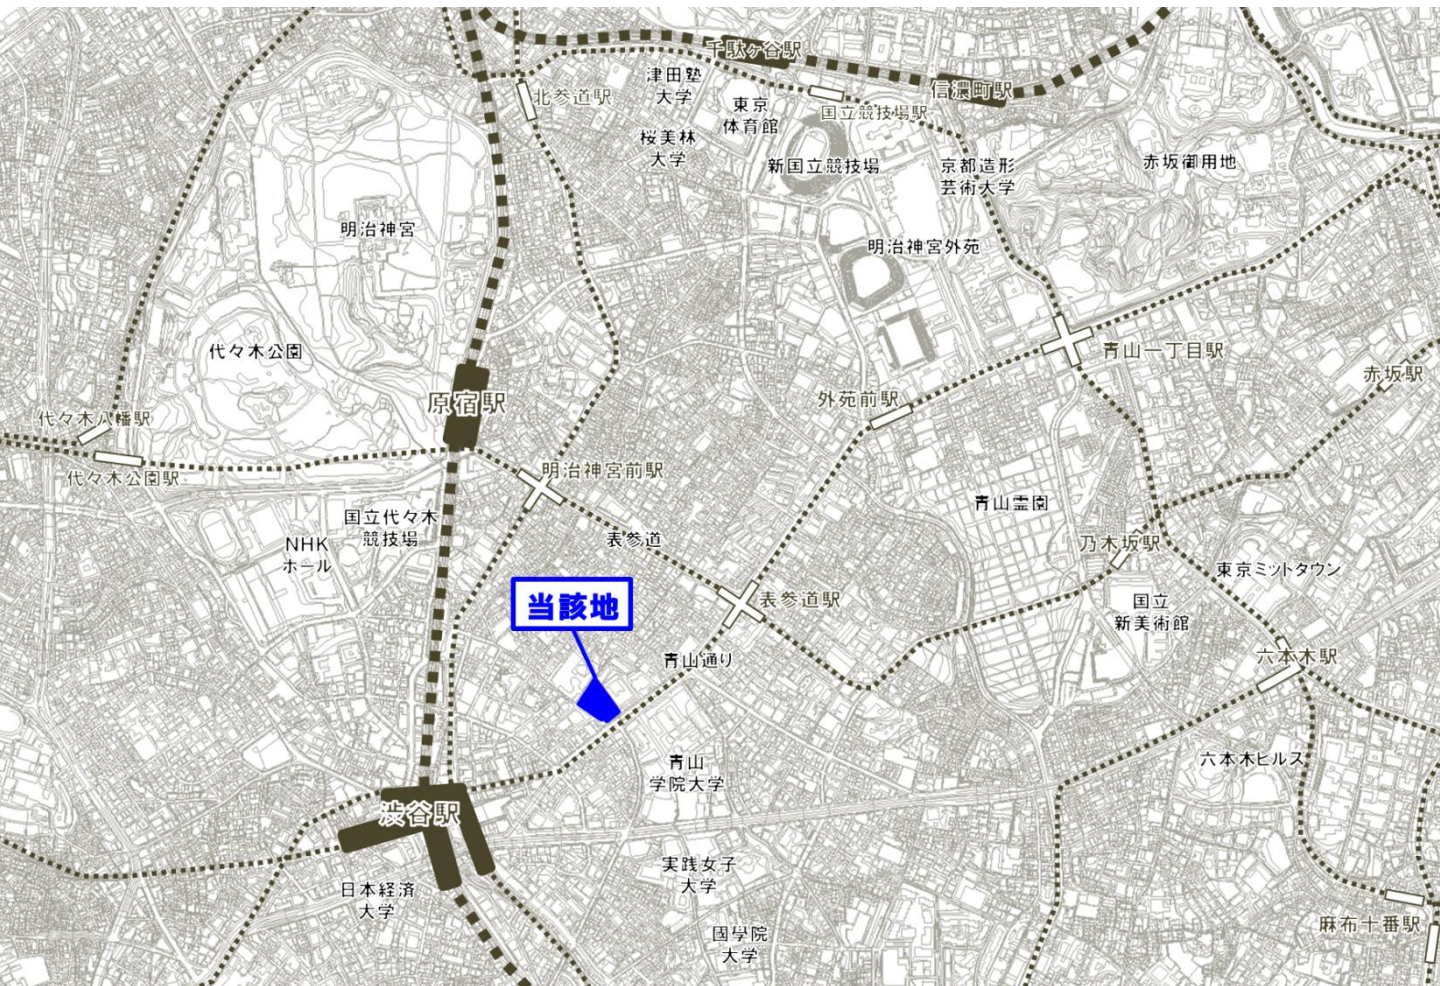 千駄ヶ谷駅
津田塾
大学
信濃町駅
北参道駅
東京
体育館
国立競技場駅
桜美林
大学
新国立競技場
京都造形
芸術大学
赤坂御用地
明治神宮
明治神宮外苑
代々木公園
青山一丁目駅
赤坂駅
原宿駅
外苑前駅
代々木八幡駅
代々木公園駅
明治神宮前駅
青山霊園
国立代々木
競技場
NHK
ホール
表参道
乃木坂駅
東京ミットタウン
当該地
表参道駅
国立
新美術館
青山通り
六本木駅
青山
学院大学
六本木ヒルズ
渋谷駅
実践女子
大学
日本経済
大学
國學院
大学
麻布十番駅